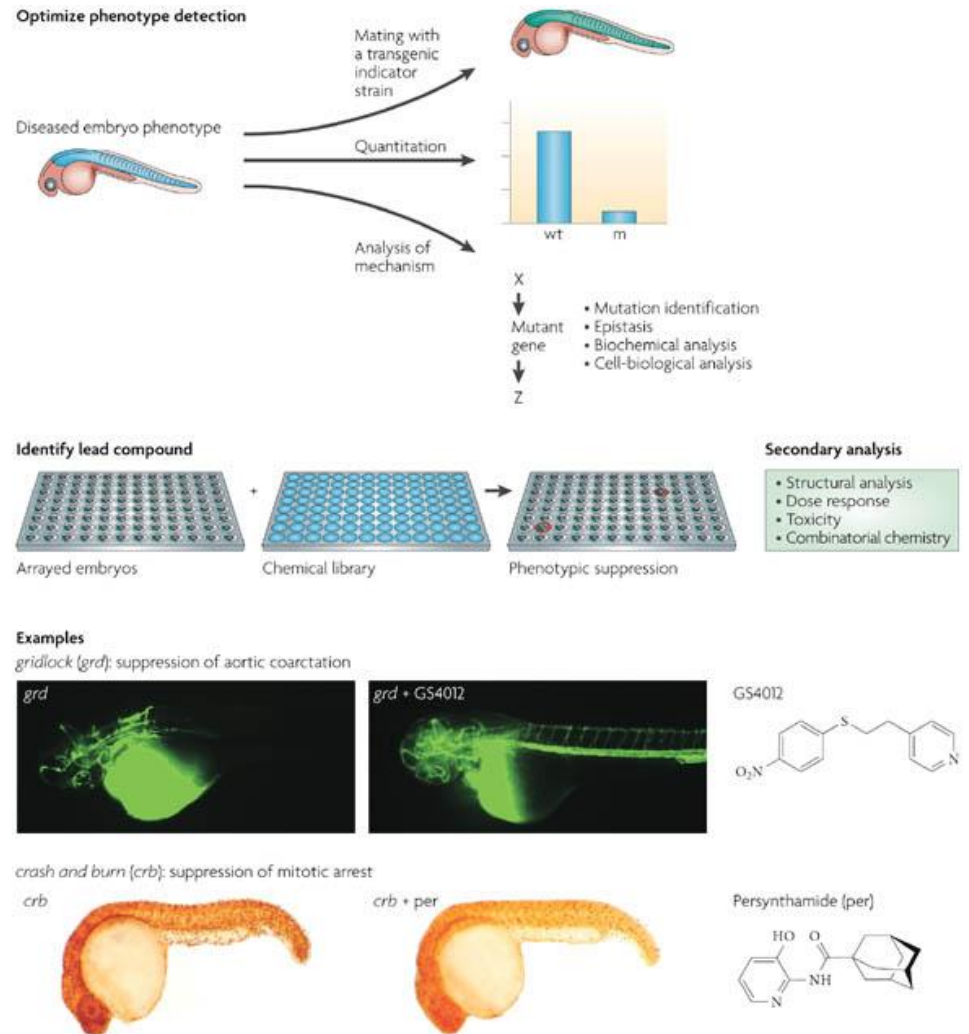 Optimize phenotype detection
Mating with
a transgenic
indicator
strain
Diseased embryo phenotype
Quantitation
wt
m
Analysis of
mechanism
X
Mutant
gene
Z
• Mutation identification
• Epistasis
• Biochemical analysis
• Cell-biological analysis
Identify lead compound
Secondary analysis
+
• Structural analysis
• Dose response
• Toxicity
• Combinatorial chemistry
Arrayed embryos
Chemical library
Phenotypic suppression
Examples
gridlock (grd): suppression of aortic coarctation
grd
grd + GS4012
GS4012
S
O₂N
N
crash and burn (crb): suppression of mitotic arrest
crb
crb + per
Persynthamide (per)
HO
O
N
NH